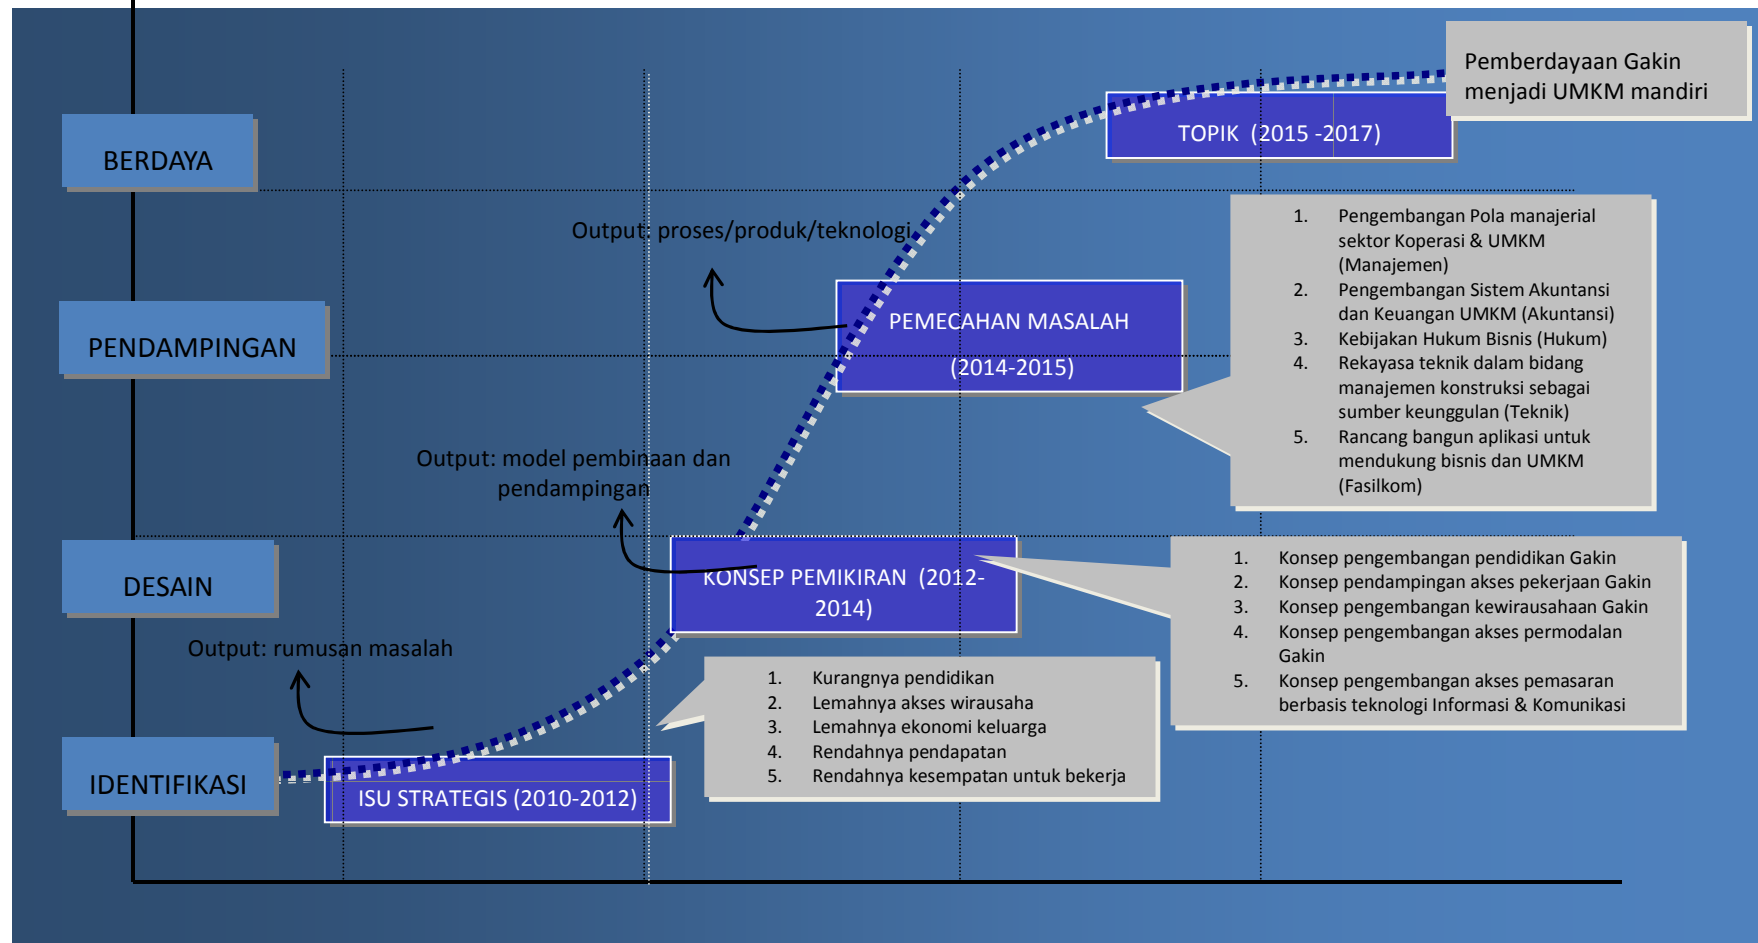 Pemberdayaan Gakin
menjadi UMKM mandiri
TOPIK (2015 -2017)
BERDAYA
Output: proses/produk/teknologi
1. Pengembangan Pola manajerial
sektor Koperasi & UMKM
(Manajemen)
2. Pengembangan Sistem Akuntansi
dan Keuangan UMKM (Akuntansi)
3. Kebijakan Hukum Bisnis (Hukum)
4. Rekayasa teknik dalam bidang
manajemen konstruksi sebagai
sumber keunggulan (Teknik)
5. Rancang bangun aplikasi untuk
mendukung bisnis dan UMKM
(Fasilkom)
PENDAMPINGAN
PEMECAHAN MASALAH
(2014-2015)
Output: model pembinaan dan
pendampingan
DESAIN
KONSEP PEMIKIRAN (2012-
2014)
1. Konsep pengembangan pendidikan Gakin
2. Konsep pendampingan akses pekerjaan Gakin
3. Konsep pengembangan kewirausahaan Gakin
4. Konsep pengembangan akses permodalan
Gakin
5. Konsep pengembangan akses pemasaran
berbasis teknologi Informasi & Komunikasi
Output: rumusan masalah
1. Kurangnya pendidikan
2. Lemahnya akses wirausaha
3. Lemahnya ekonomi keluarga
4. Rendahnya pendapatan
5. Rendahnya kesempatan untuk bekerja
IDENTIFIKASI
ISU STRATEGIS (2010-2012)